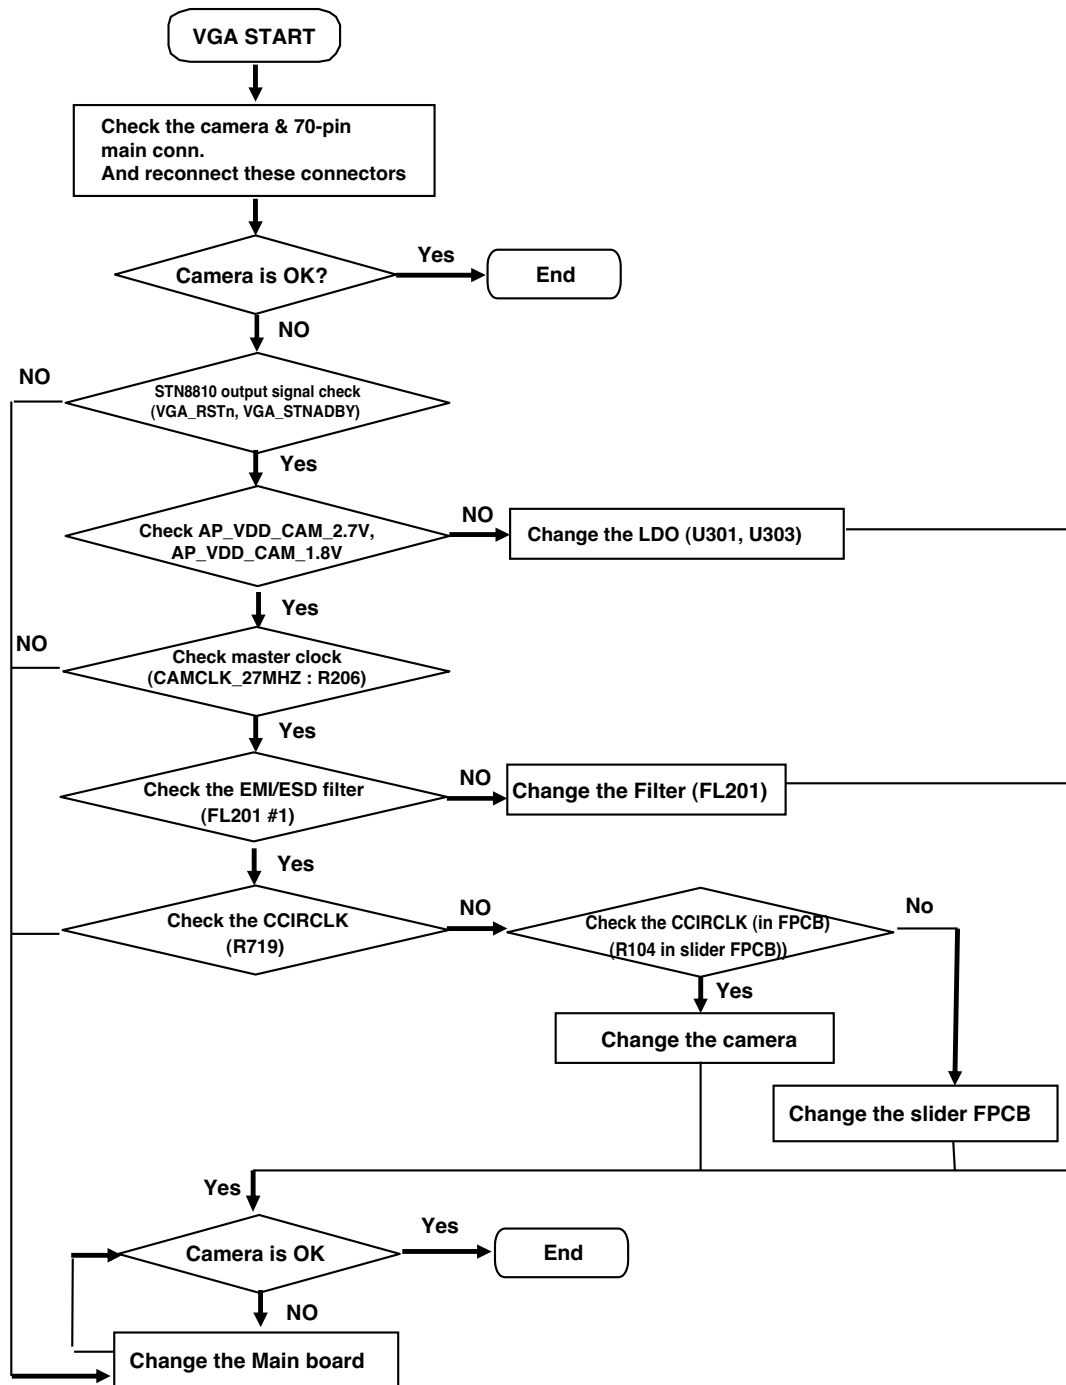 VGA START
Check the camera & 70-pin
main conn.
And reconnect these connectors
Camera is OK?
Yes
End
NO
NO
STN8810 output signal check
(VGA_RSTn, VGA_STNADBY)
Yes
Check AP_VDD_CAM_2.7V,
AP_VDD_CAM_1.8V
NO
Change the LDO (U301, U303)
Yes
NO
Check master clock
(CAMCLK_27MHZ : R206)
Yes
Check the EMI/ESD filter
(FL201 #1)
NO
Change the Filter (FL201)
Yes
Check the CCIRCLK
(R719)
NO
Check the CCIRCLK (in FPCB)
(R104 in slider FPCB))
No
Yes
Change the camera
Change the slider FPCB
Yes
Camera is OK
Yes
End
NO
Change the Main board